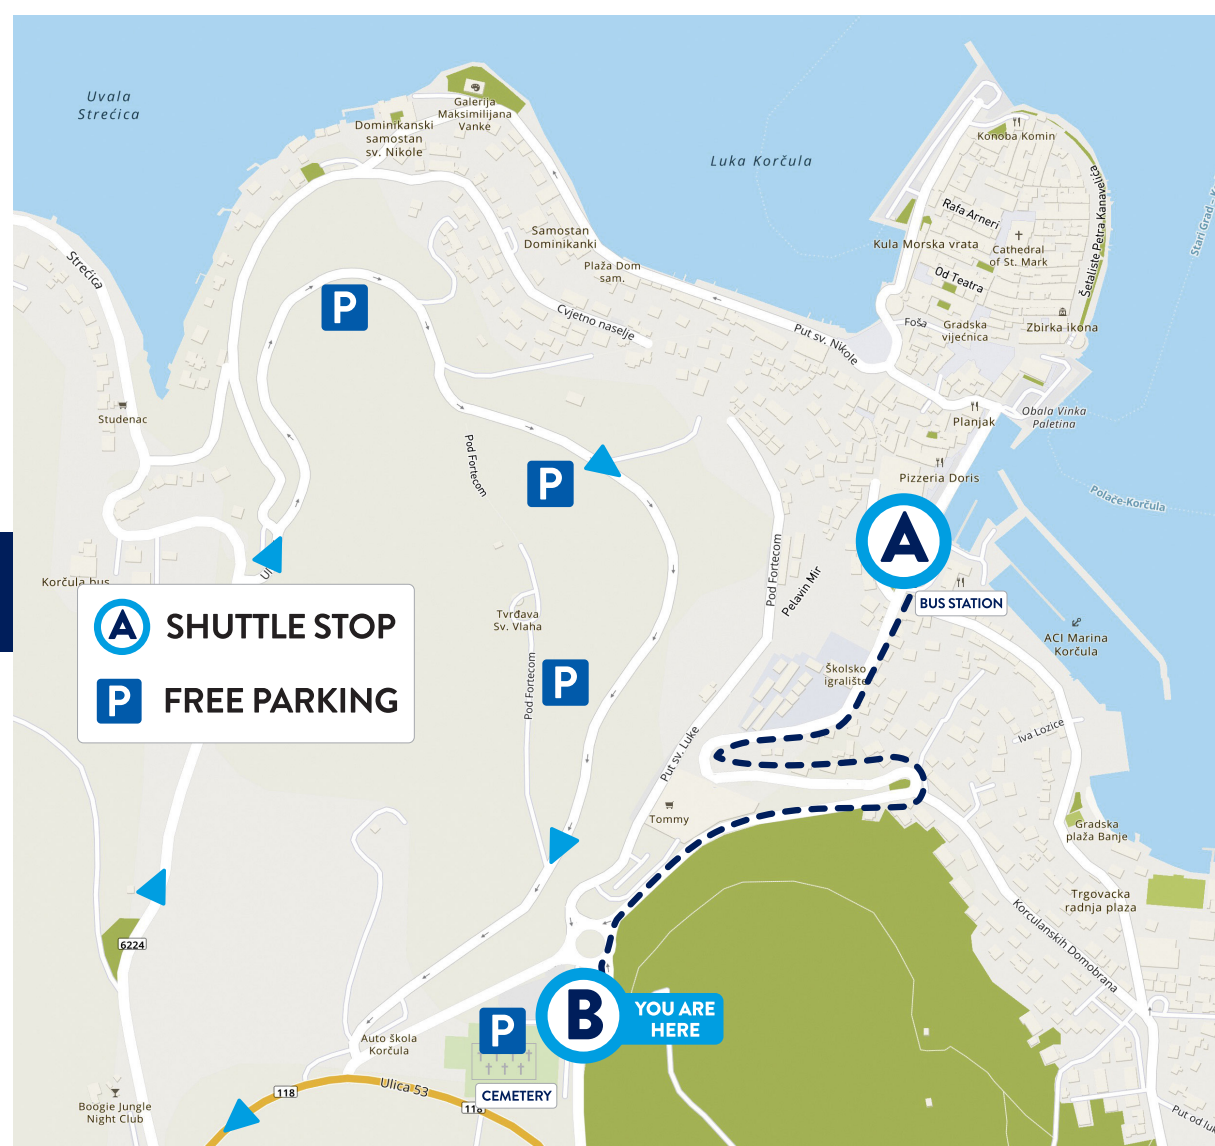 Uvala
Strećica
Galerija
Maksimilijana
Vanke
Dominikanski
samostan
sv. Nikole
Luka Korčula
Konoba Komin
Šetaliste Petra Kanavelića
Rafa Arneri
Kula Morska vrata
Cathedral
of St. Mark
Od Teatra
Samostan
Dominikanki
Plaža Dom
sam.
Strećica
P
Cvjetno naselje
Put sv. Nikole
Foša
Gradska
vijećnica
Zbirka ikona
Studenac
Planjak
Obala Vinka
Paletina
Pod Fortecom
P
Pizzeria Doris
Polače-Korčula
A
BUS STATION
Pod Fortecom
Pelavin Mir
Korčula bus
Ul
A SHUTTLE STOP
P FREE PARKING
Tvrđava
Sv. Vlaha
Pod Fortecom
P
ACI Marina
Korčula
Školsko
igralište
Iva Lozice
Put sv. Luke
Tommy
Gradska
plaža Banje
Trgovacka
radnja plaza
Korculanskih Domobrana
6224
B
YOU ARE
HERE
P
Auto škola
Korčula
CEMETERY
Ulica 53
118
118
Boogie Jungle
Night Club